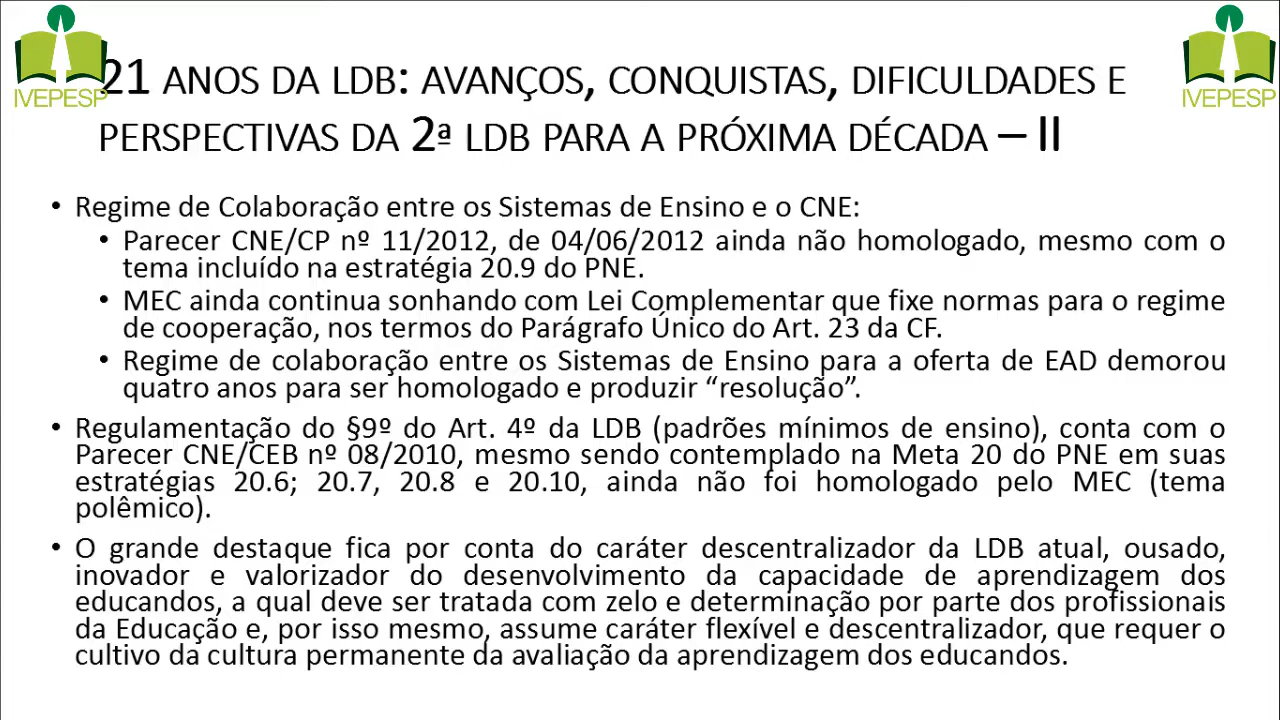 21 ANOS DA LDB: AVANÇOS, CONQUISTAS, DIFICULDADES E
PERSPECTIVAS DA 2ª LDB PARA A PRÓXIMA DÉCADA – II
IVEPESP
IVEPESP
• Regime de Colaboração entre os Sistemas de Ensino e o CNE:
• Parecer CNE/CP nº 11/2012, de 04/06/2012 ainda não homologado, mesmo com o
tema incluído na estratégia 20.9 do PNE.
• MEC ainda continua sonhando com Lei Complementar que fixe normas para o regime
de cooperação, nos termos do Parágrafo Único do Art. 23 da CF.
• Regime de colaboração entre os Sistemas de Ensino para a oferta de EAD demorou
quatro anos para ser homologado e produzir “resolução”.
• Regulamentação do §9º do Art. 4º da LDB (padrões mínimos de ensino), conta com o
Parecer CNE/CEB nº 08/2010, mesmo sendo contemplado na Meta 20 do PNE em suas
estratégias 20.6; 20.7, 20.8 e 20.10, ainda não foi homologado pelo MEC (tema
polêmico).
• O grande destaque fica por conta do caráter descentralizador da LDB atual, ousado,
inovador e valorizador do desenvolvimento da capacidade de aprendizagem dos
educandos, a qual deve ser tratada com zelo e determinação por parte dos profissionais
da Educação e, por isso mesmo, assume caráter flexível e descentralizador, que requer o
cultivo da cultura permanente da avaliação da aprendizagem dos educandos.